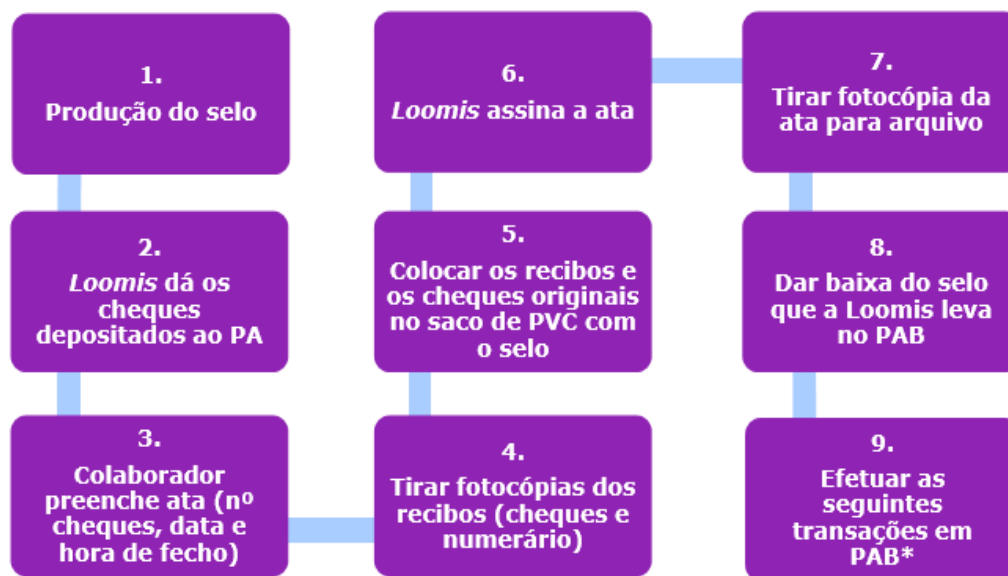 1.
Produção do selo
2.
Loomis dá os
cheques
depositados ao PA
3.
Colaborador
preenche ata (nº
cheques, data e
hora de fecho)
4.
Tirar fotocópias dos
recibos (cheques e
numerário)
5.
Colocar os recibos e
os cheques originais
no saco de PVC com
o selo
6.
Loomis assina a ata
7.
Tirar fotocópia da
ata para arquivo
8.
Dar baixa do selo
que a Loomis leva
no PAB
9.
Efetuar as
seguintes
transações em
PAB*